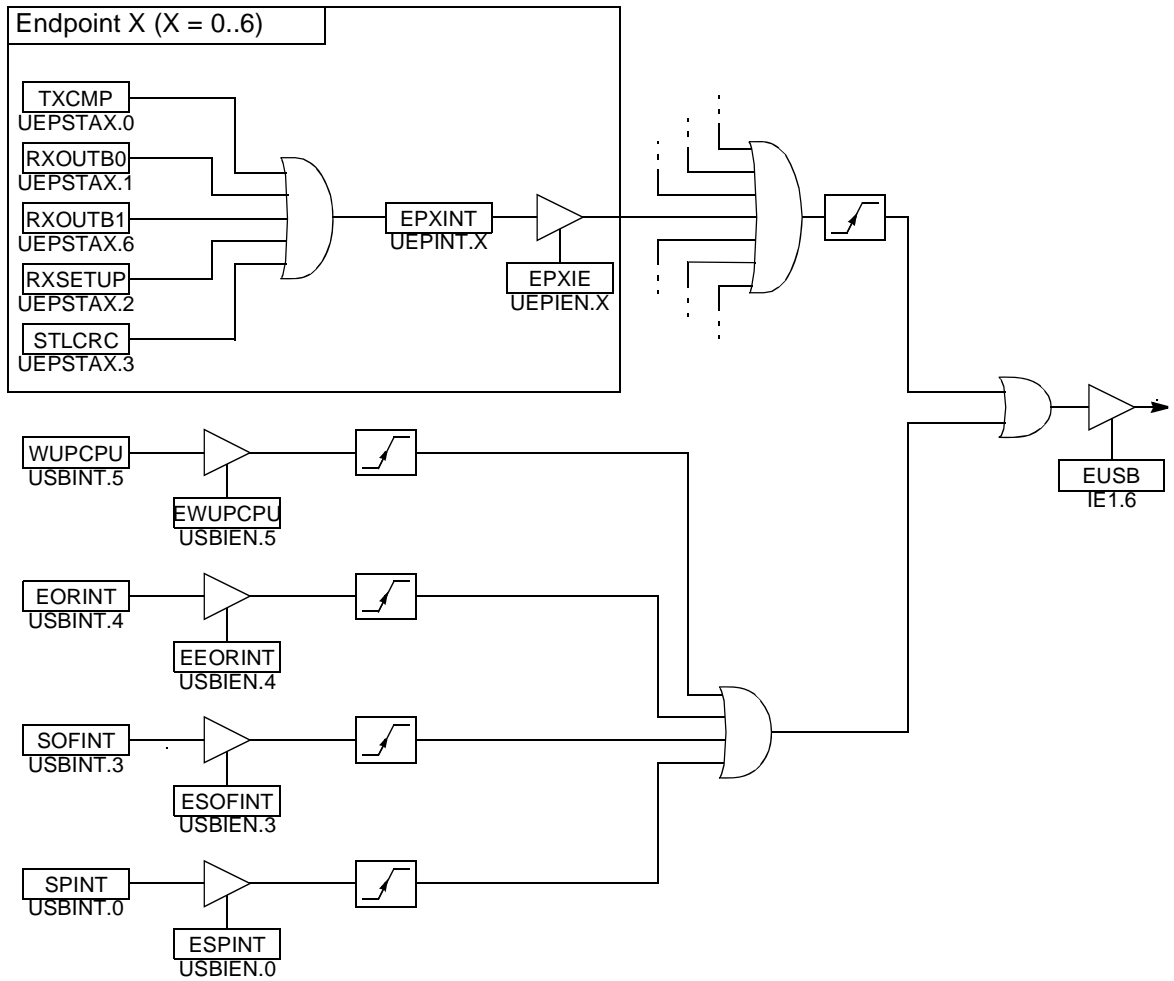 Endpoint X (X = 0..6)
TXCMP
UEPSTAX.0
RXOUTB0
UEPSTAX.1
RXOUTB1
UEPSTAX.6
RXSETUP
UEPSTAX.2
STLCRC
UEPSTAX.3
EPXINT
UEPINT.X
EPXIE
UEPIEN.X
WUPCPU
USBINT.5
EWUPCPU
USBIEN.5
EUSB
IE1.6
EORINT
USBINT.4
EEORINT
USBIEN.4
SOFINT
USBINT.3
ESOFINT
USBIEN.3
SPINT
USBINT.0
ESPINT
USBIEN.0